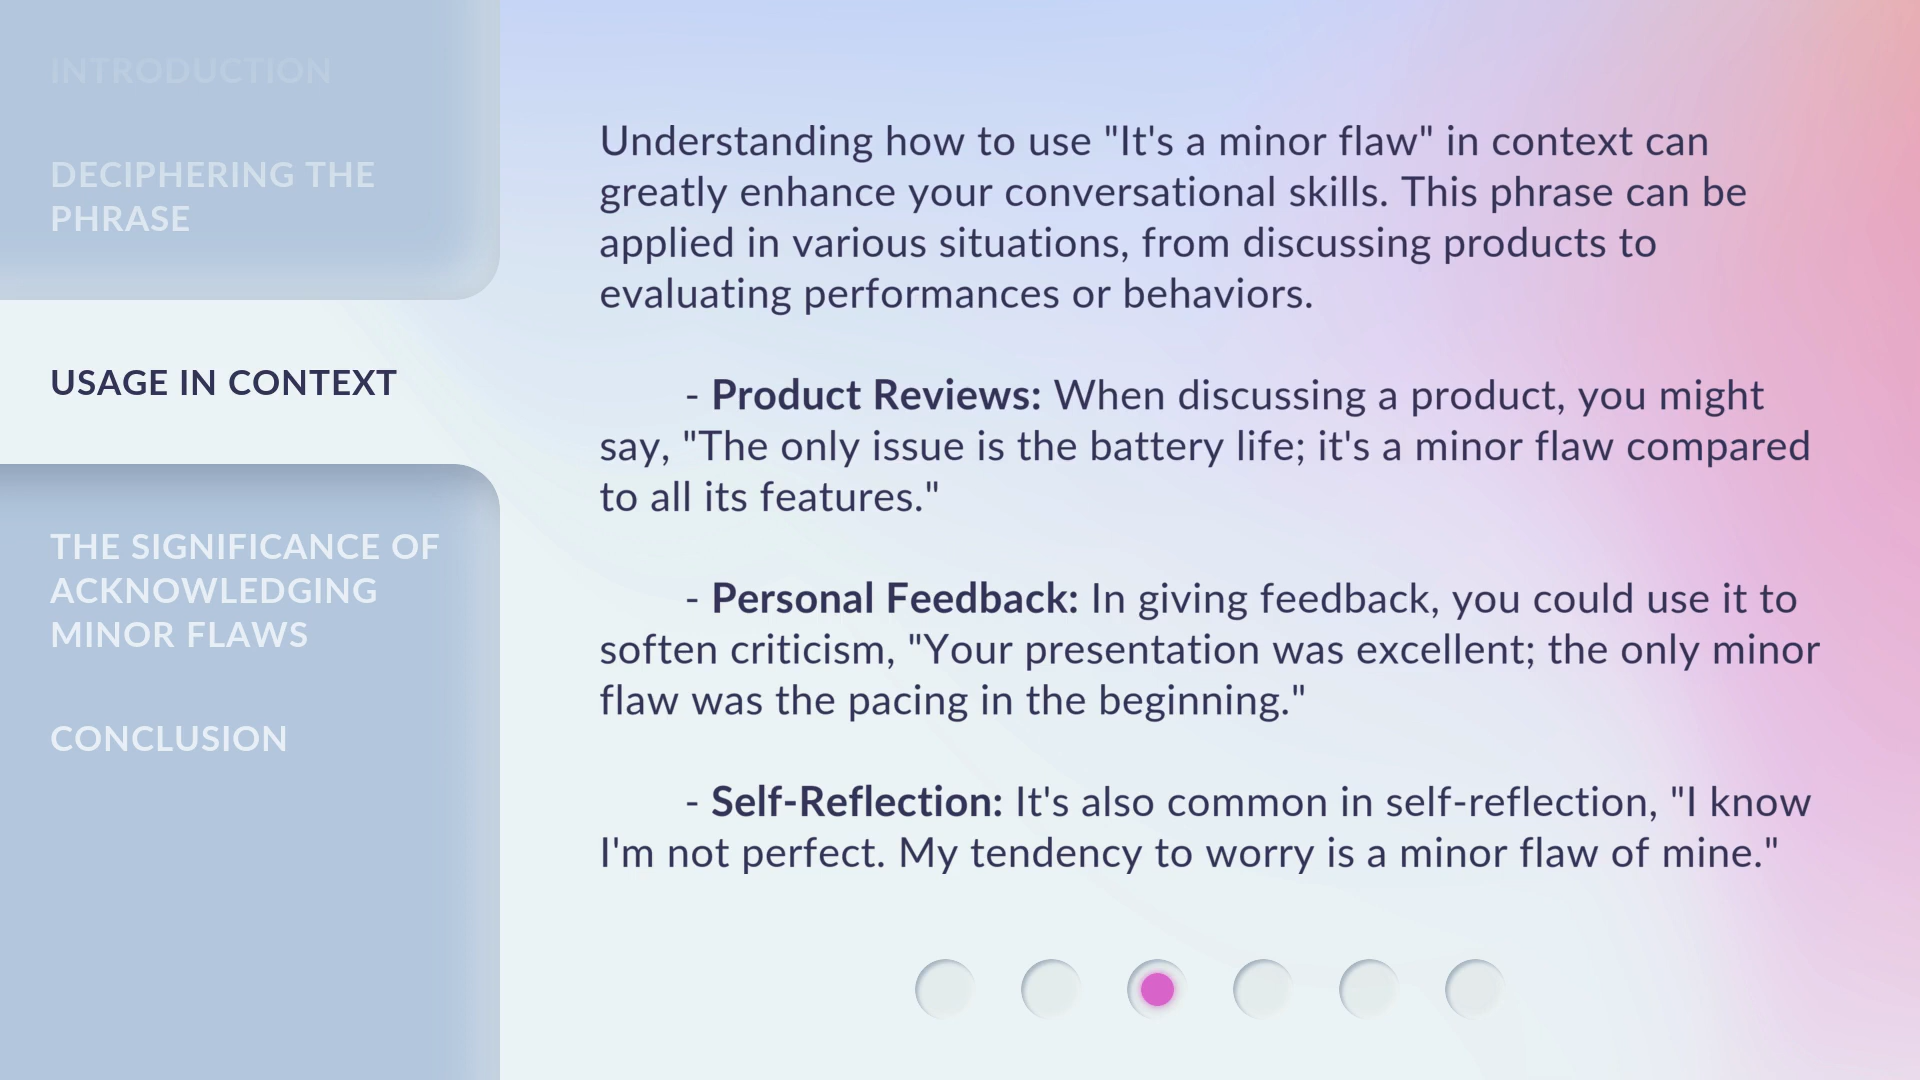 INTRODUCTION
DECIPHERING THE
PHRASE
USAGE IN CONTEXT
THE SIGNIFICANCE OF
ACKNOWLEDGING
MINOR FLAWS
CONCLUSION
Understanding how to use "It's a minor flaw" in context can
greatly enhance your conversational skills. This phrase can be
applied in various situations, from discussing products to
evaluating performances or behaviors.
- Product Reviews: When discussing a product, you might
say, "The only issue is the battery life; it's a minor flaw compared
to all its features."
- Personal Feedback: In giving feedback, you could use it to
soften criticism, "Your presentation was excellent; the only minor
flaw was the pacing in the beginning."
- Self-Reflection: It's also common in self-reflection, "I know
I'm not perfect. My tendency to worry is a minor flaw of mine."